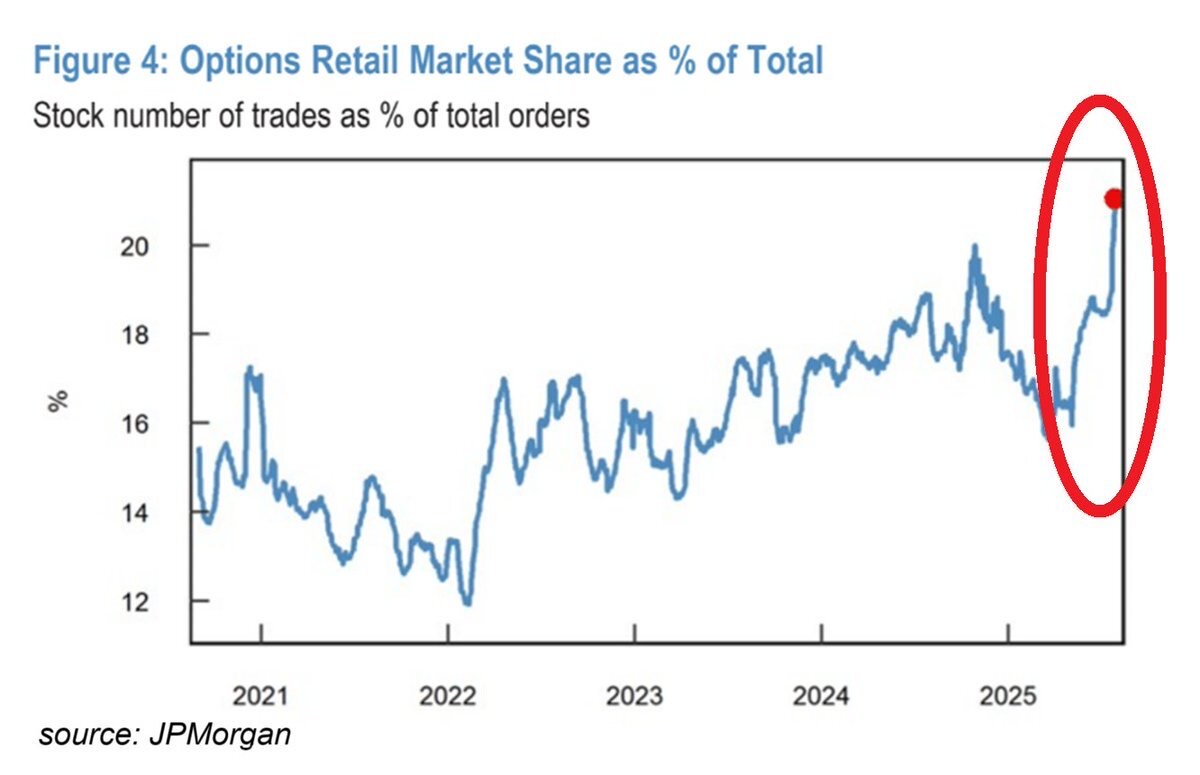 Figure 4: Options Retail Market Share as % of Total
Stock number of trades as % of total orders
20
18
16
14
12
%
2021 2022 2023 2024 2025
source: JPMorgan